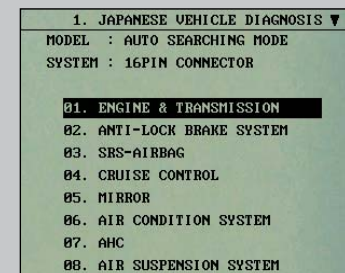 1. JAPANESE VEHICLE DIAGNOSIS ▼
MODEL : AUTO SEARCHING MODE
SYSTEM : 16PIN CONNECTOR
01. ENGINE & TRANSMISSION
02. ANTI-LOCK BRAKE SYSTEM
03. SRS-AIRBAG
04. CRUISE CONTROL
05. MIRROR
06. AIR CONDITION SYSTEM
07. AHC
08. AIR SUSPENSION SYSTEM